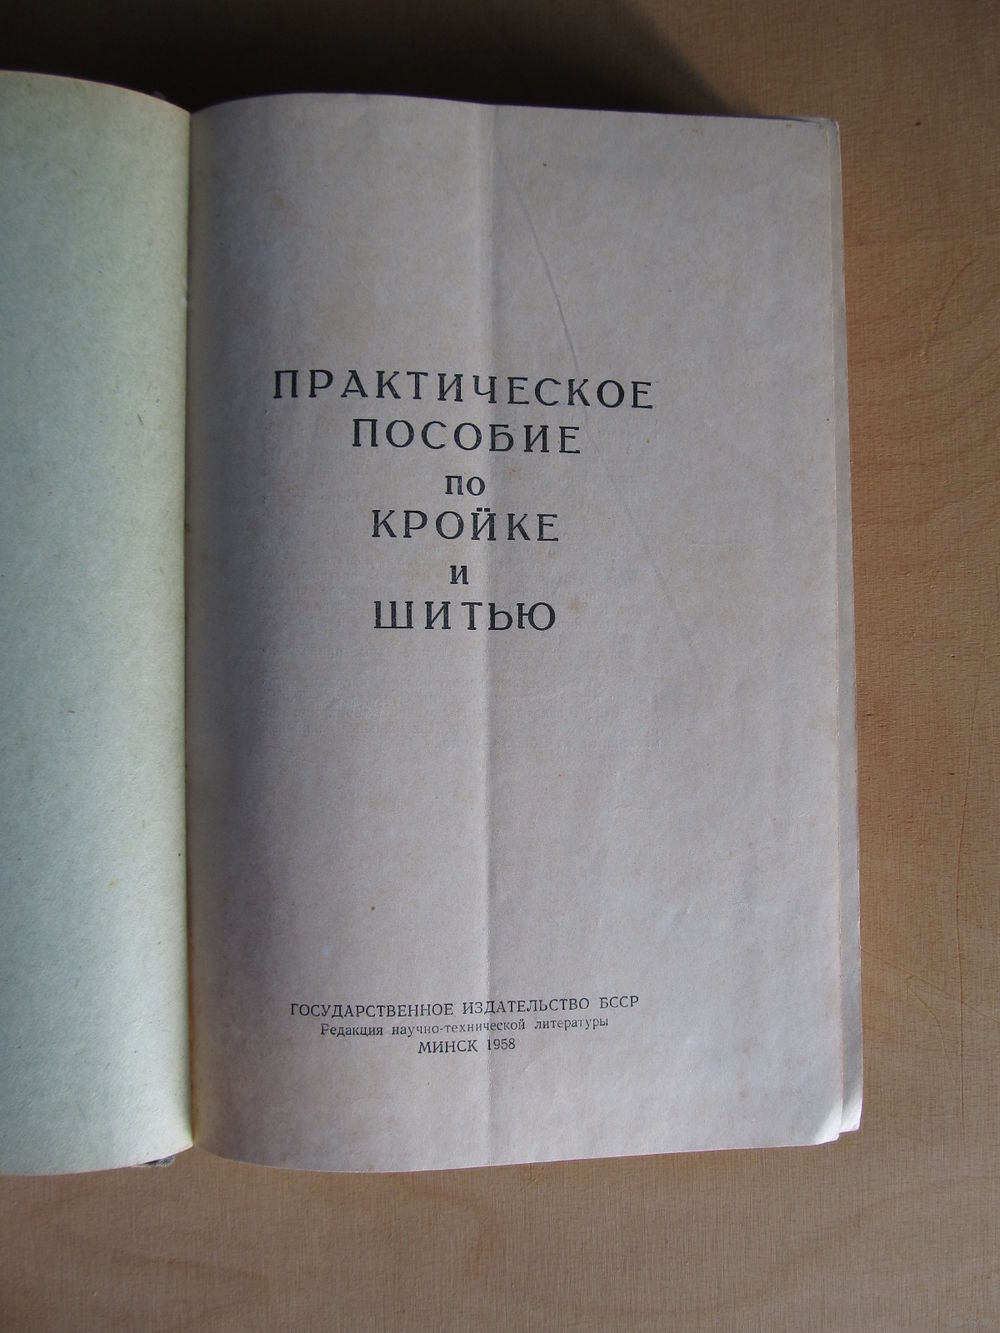 ПРАКТИЧЕСКОЕ
ПОСОБИЕ
по
КРОЙКЕ
и
ШИТЬЮ
ГОСУДАРСТВЕННОЕ ИЗДАТЕЛЬСТВО БССР
Редакция научно-технической литературы
МИНСК 1958